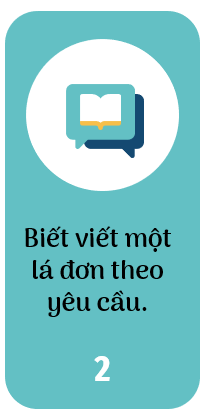 Biết viết một
lá đơn theo
yêu cầu.
2